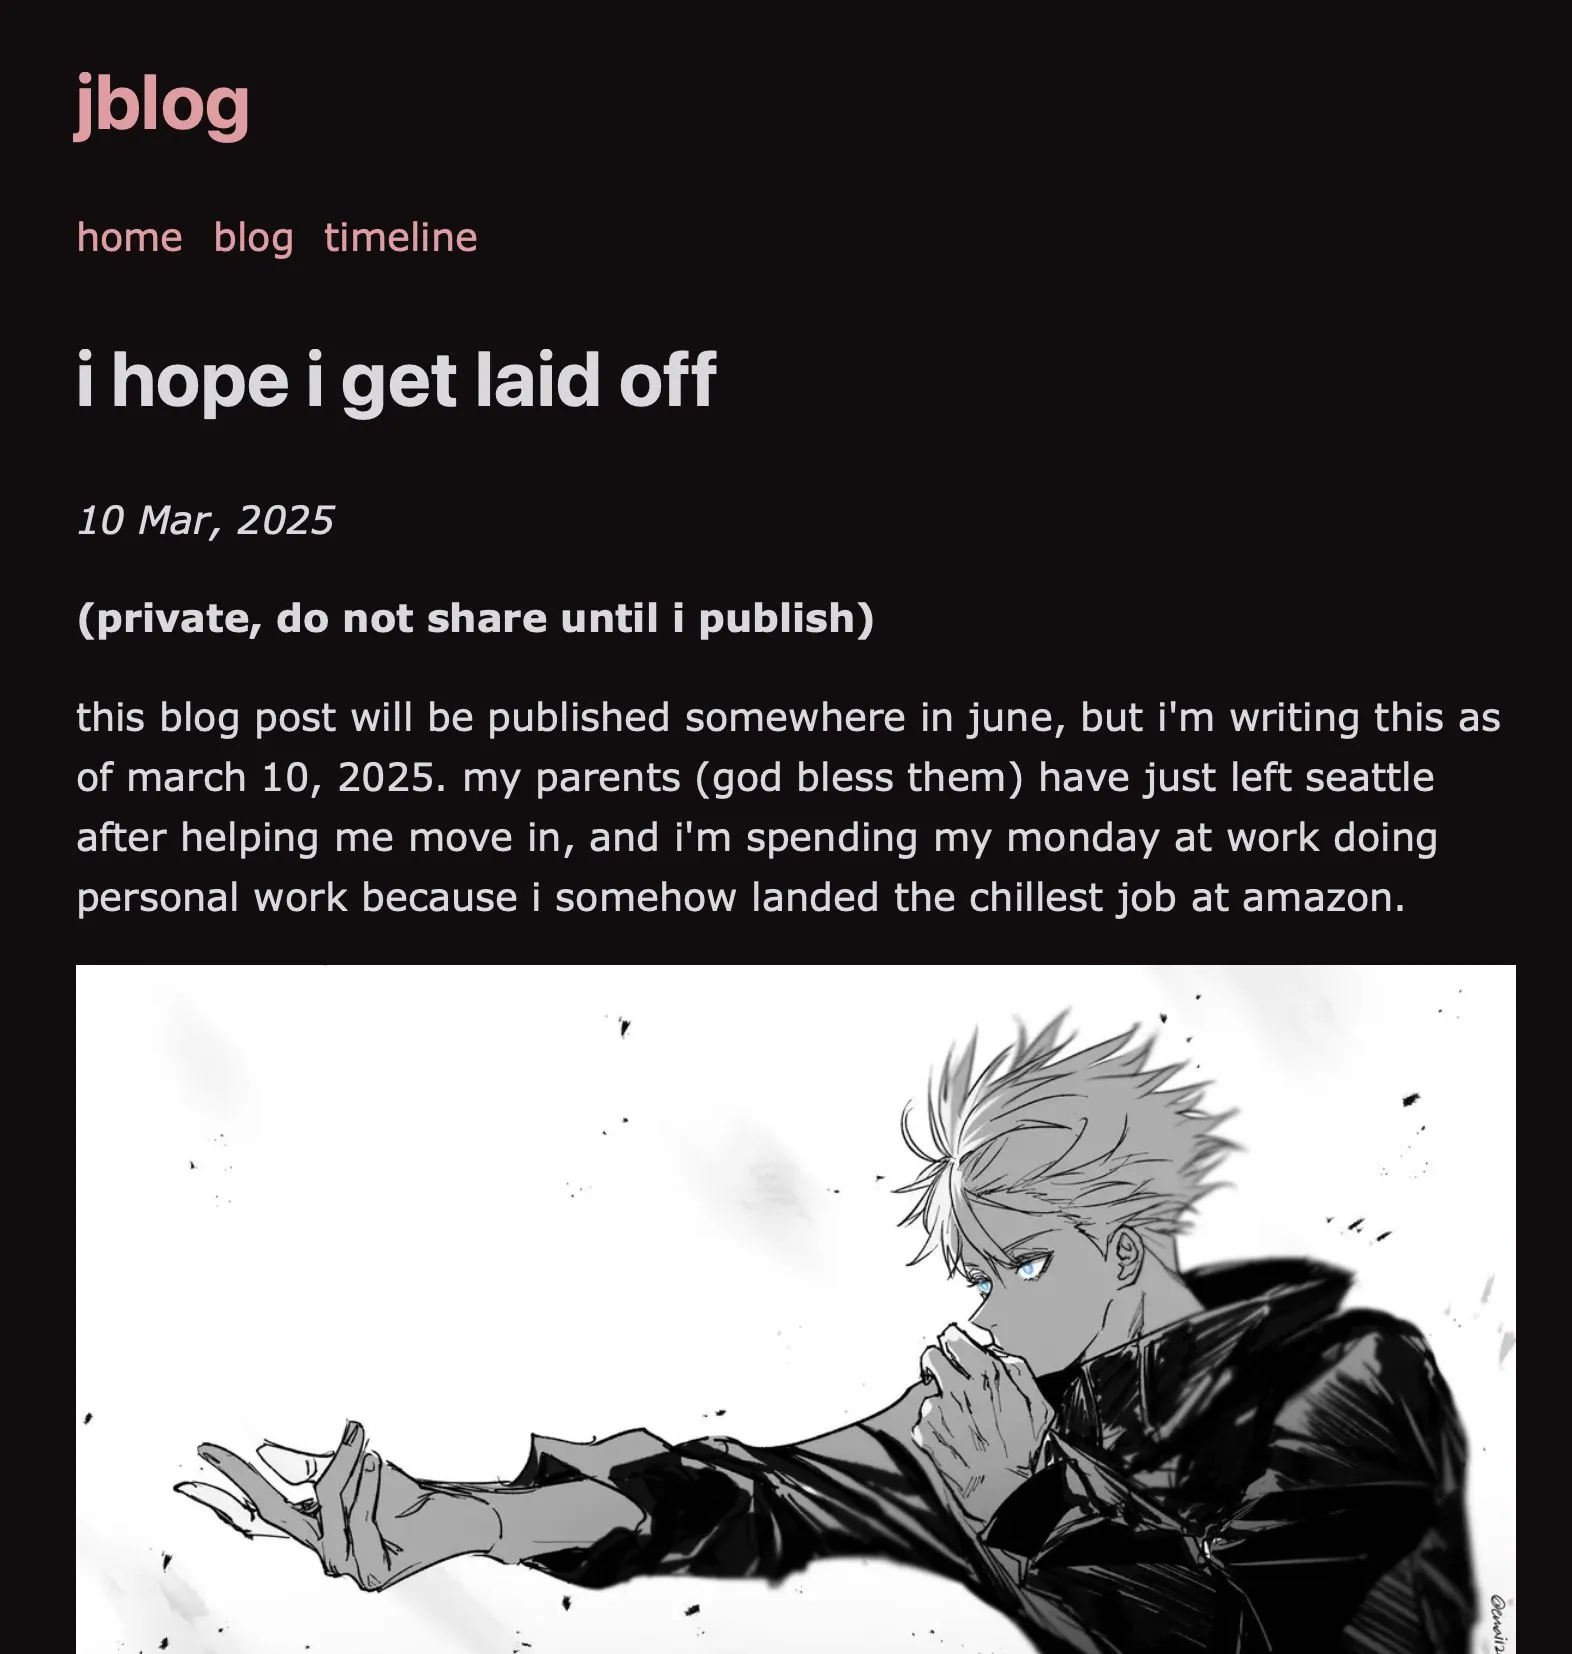 jblog
home blog timeline
i hope i get laid off
10 Mar, 2025
(private, do not share until i publish)
this blog post will be published somewhere in june, but i'm writing this as
of march 10, 2025. my parents (god bless them) have just left seattle
after helping me move in, and i'm spending my monday at work doing
personal work because i somehow landed the chillest job at amazon.